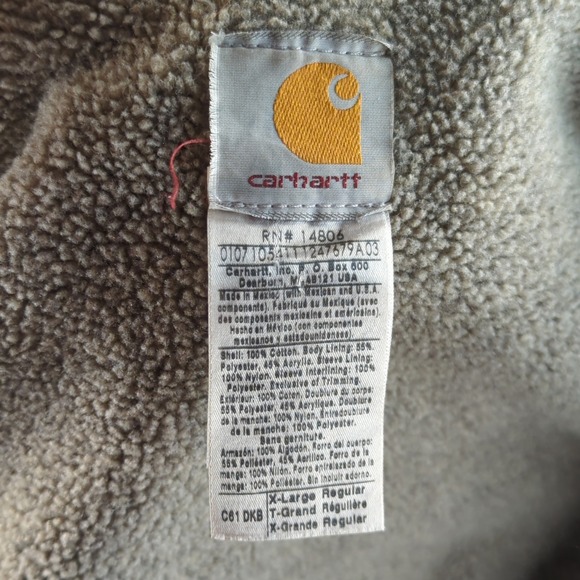 carhartt
RN# 14806
01071054111247679A03
Carhartt, Inc. P. O. Box 600
Dearborn, MI 48121 USA
Made in Mexico (with Mexican and U.S.A
components). Fabriqué au Mexique (avec
des composants mexicains et américains).
Hecho en México (con componentes
mexicanos y estadounidenses).
Shell: 100% Cotton. Body Lining: 55%
Polyester, 45% Acrylic. Sleeve Lining:
100% Nylon. Sleeve Interlining: 100%
Polyester. Exclusive of Trimming.
Extérieur: 100% Coton. Doublure du corps:
55% Polyester, 45% Acrylique. Doublure
de la manche: 100% Nylon. Entredoublure
de la manche: 100% Polyester.
Sans garniture.
Armazón: 100% Algodón. Forro del cuerpo:
55% Poliéster, 45% Acrílico. Forro de la
manga: 100% Nilón. Forro entrelazado de la
manga: 100% Poliéster. Sin incluir adorno.
C61 DKB
X-Large Regular
T-Grand Régulière
X-Grande Regular